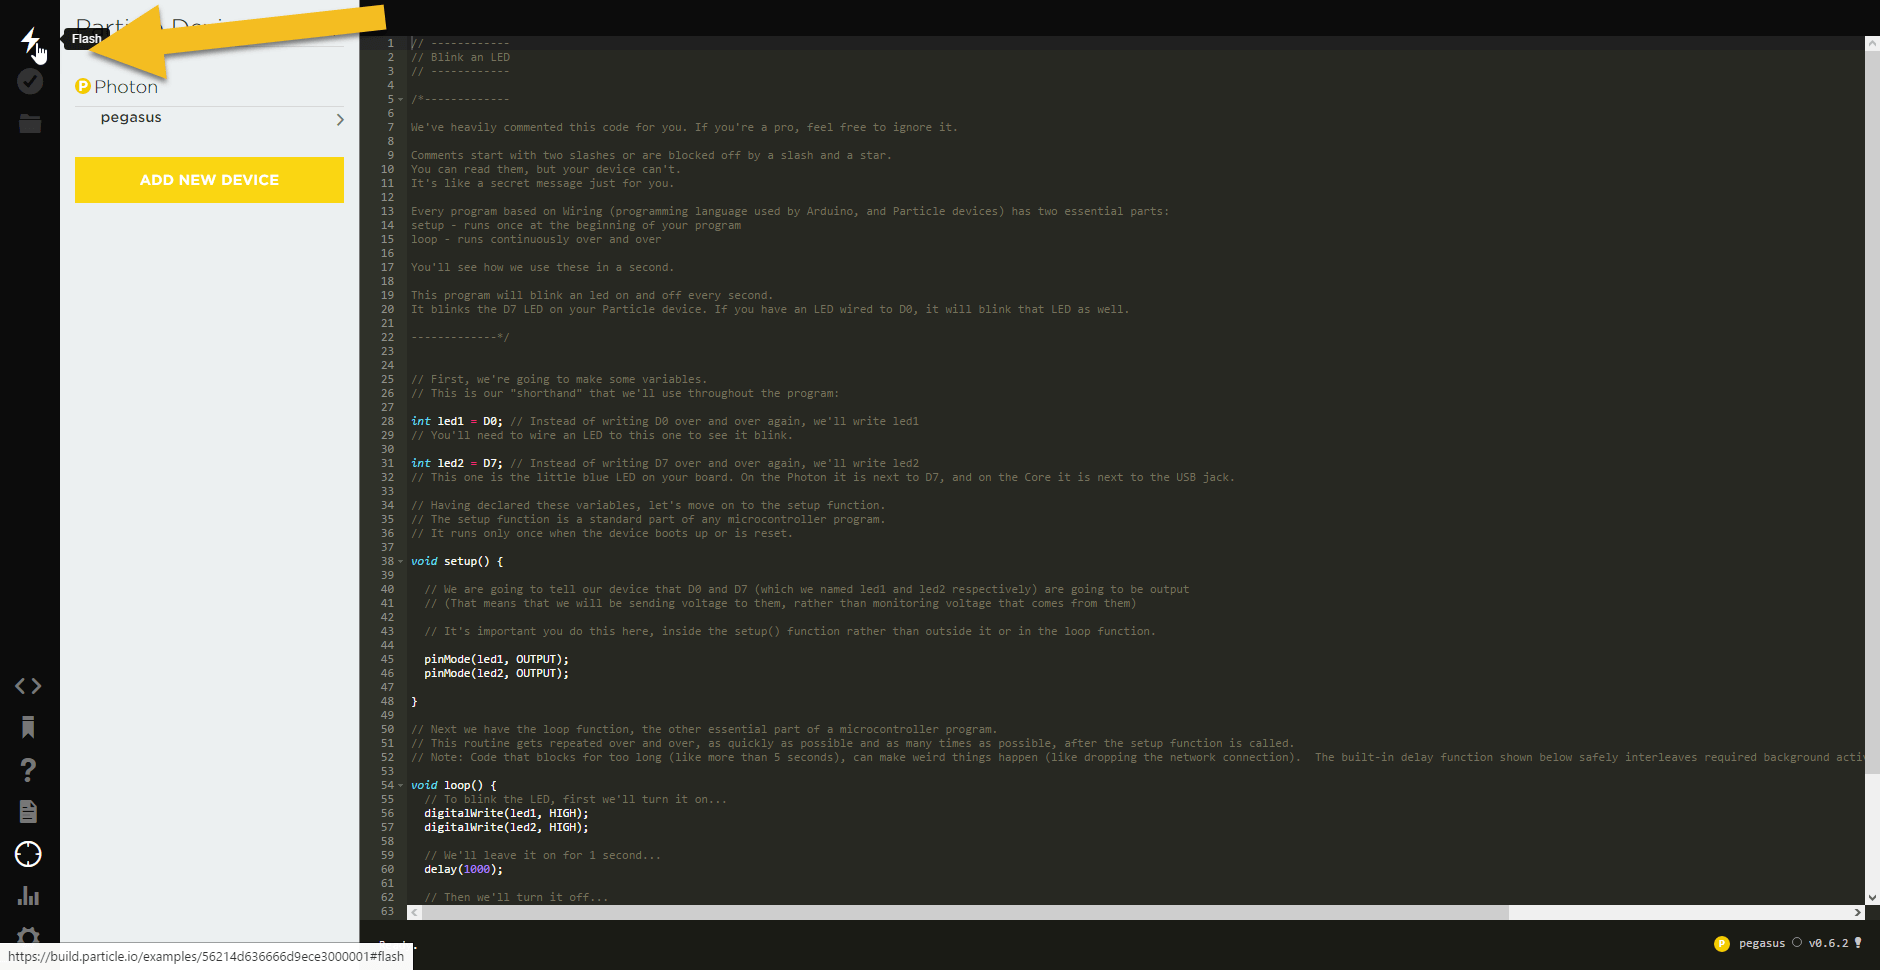 Flash
P Photon
pegasus
ADD NEW DEVICE
1 // ------------
2 // Blink an LED
3 // ------------
4
5 /*-------------
6
7 We've heavily commented this code for you. If you're a pro, feel free to ignore it.
8
9 Comments start with two slashes or are blocked off by a slash and a star.
10 You can read them, but your device can't.
11 It's like a secret message just for you.
12
13 Every program based on Wiring (programming language used by Arduino, and Particle devices) has two essential parts:
14 setup - runs once at the beginning of your program
15 loop - runs continuously over and over
16
17 You'll see how we use these in a second.
18
19 This program will blink an led on and off every second.
20 It blinks the D7 LED on your Particle device. If you have an LED wired to D0, it will blink that LED as well.
21
22 -------------*/
23
24
25 // First, we're going to make some variables.
26 // This is our "shorthand" that we'll use throughout the program:
27
28 int led1 = D0; // Instead of writing D0 over and over again, we'll write led1
29 // You'll need to wire an LED to this one to see it blink.
30
31 int led2 = D7; // Instead of writing D7 over and over again, we'll write led2
32 // This one is the little blue LED on your board. On the Photon it is next to D7, and on the Core it is next to the USB jack.
33
34 // Having declared these variables, let's move on to the setup function.
35 // The setup function is a standard part of any microcontroller program.
36 // It runs only once when the device boots up or is reset.
37
38 void setup() {
39
40 // We are going to tell our device that D0 and D7 (which we named led1 and led2 respectively) are going to be output
41 // (That means that we will be sending voltage to them, rather than monitoring voltage that comes from them)
42
43 // It's important you do this here, inside the setup() function rather than outside it or in the loop function.
44
45 pinMode(led1, OUTPUT);
46 pinMode(led2, OUTPUT);
47
48 }
49
50 // Next we have the loop function, the other essential part of a microcontroller program.
51 // This routine gets repeated over and over, as quickly as possible and as many times as possible, after the setup function is called.
52 // Note: Code that blocks for too long (like more than 5 seconds), can make weird things happen (like dropping the network connection).  The built-in delay function shown below safely interleaves required background
53
54 void loop() {
55 // To blink the LED, first we'll turn it on...
56 digitalWrite(led1, HIGH);
57 digitalWrite(led2, HIGH);
58
59 // We'll leave it on for 1 second...
60 delay(1000);
61
62 // Then we'll turn it off...
63
https://build.particle.io/examples/56214d636666d9ece3000001#flash
P pegasus v0.6.2